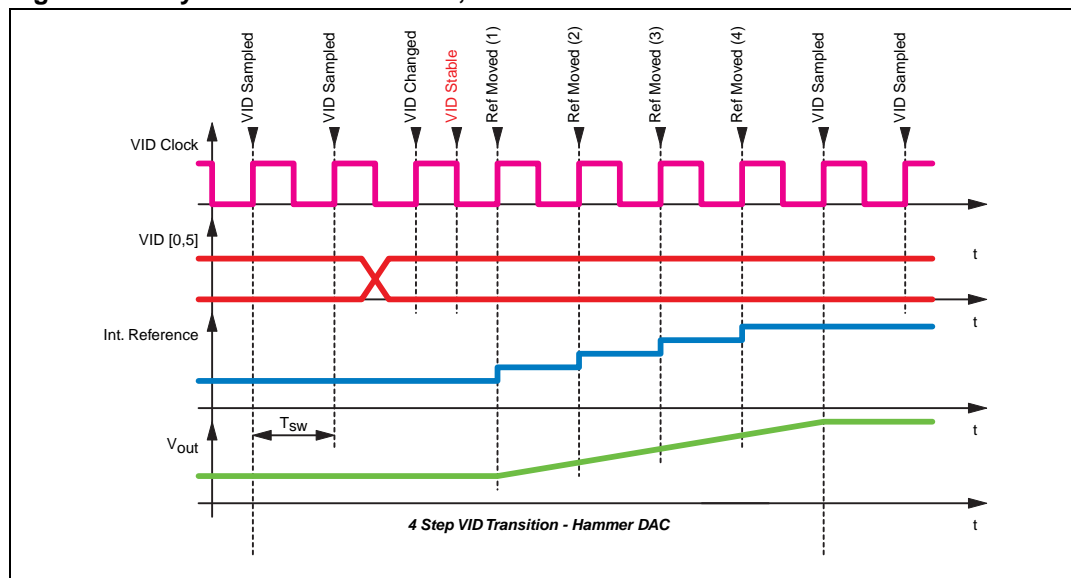 VID Sampled
VID Sampled
VID Changed
VID Stable
Ref Moved (1)
Ref Moved (2)
Ref Moved (3)
Ref Moved (4)
VID Sampled
VID Sampled
VID Clock
VID [0,5]
t
Int. Reference
t
Tsw
Vout
t
4 Step VID Transition - Hammer DAC
t